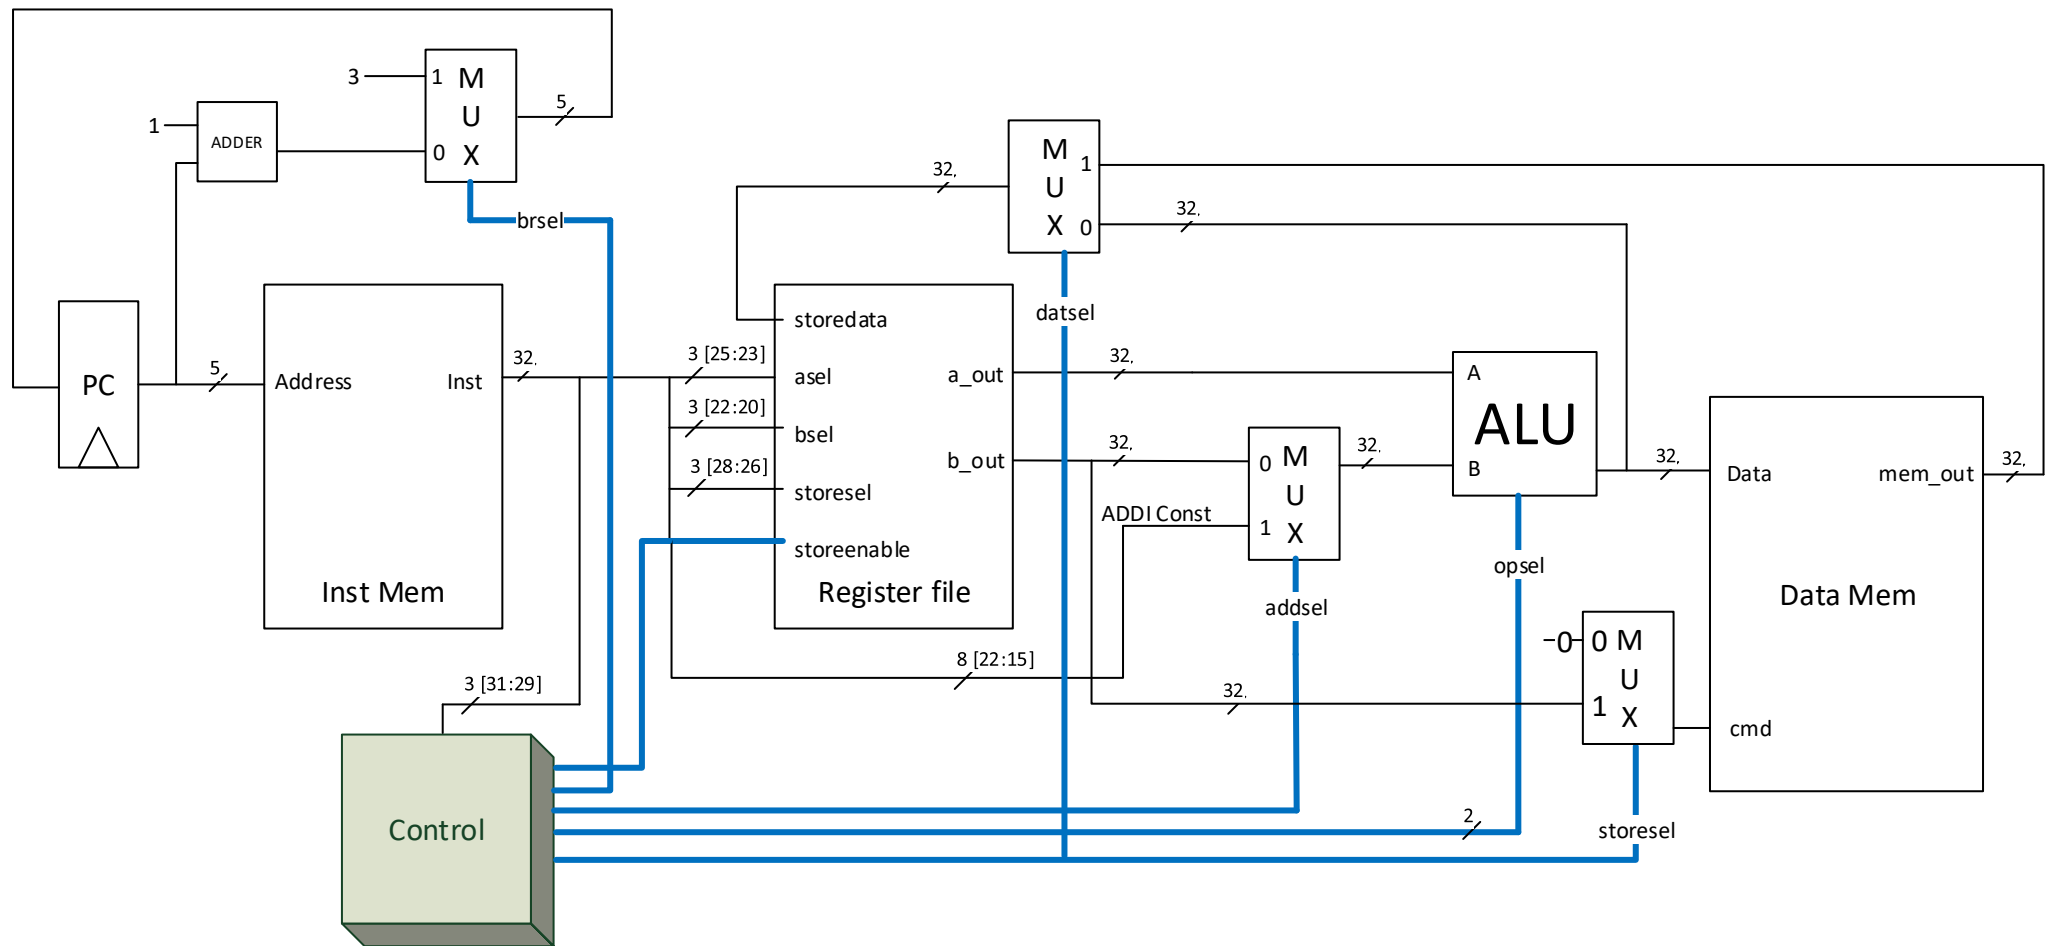 3
1
M
U
X
0
5
1
ADDER
brsel
PC
5
Address
Inst
Inst Mem
32,
3 [31:29]
Control
3 [25:23]
3 [22:20]
3 [28:26]
storedata
asel
bsel
storesel
storeenable
a_out
b_out
Register file
32,
M
U
X
1
0
32,
datsel
32,
32,
ADDI Const
8 [22:15]
0
1
M
U
X
32,
addsel
32,
A
B
ALU
opsel
2
0
0
1
M
U
X
storesel
32,
Data
mem_out
Data Mem
cmd
32,